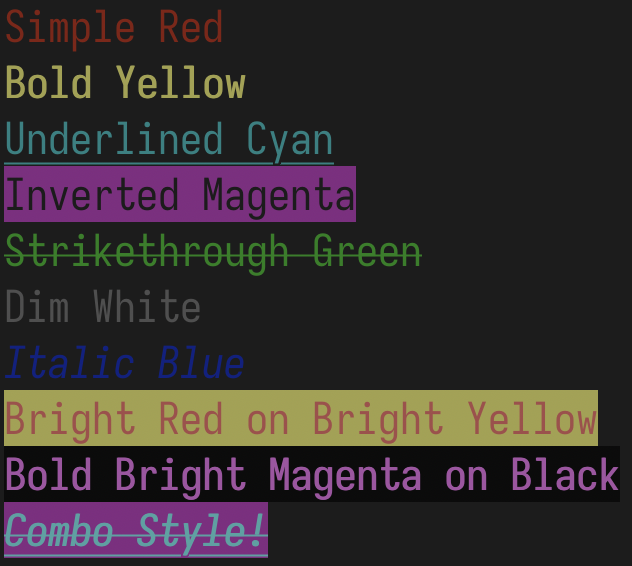 Simple Red
Bold Yellow
Underlined Cyan
Inverted Magenta
Strikethrough Green
Dim White
Italic Blue
Bright Red on Bright Yellow
Bold Bright Magenta on Black
Combo Style!